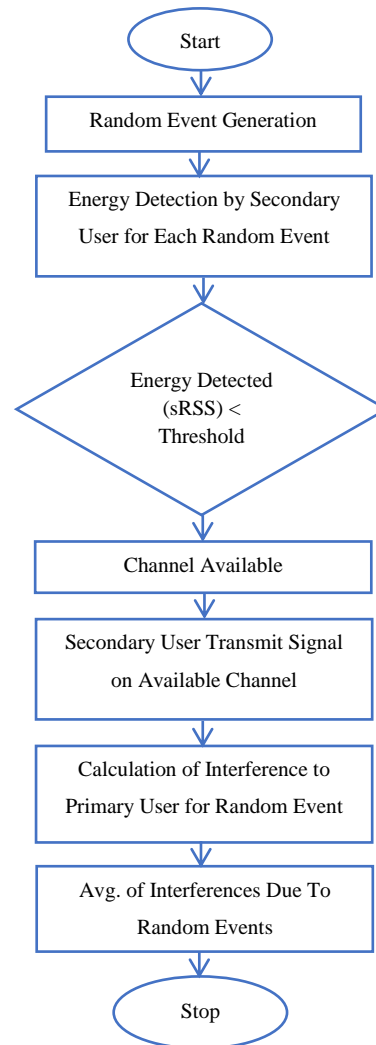 Start
Random Event Generation
Energy Detection by Secondary
User for Each Random Event
Energy Detected
(sRSS) <
Threshold
Channel Available
Secondary User Transmit Signal
on Available Channel
Calculation of Interference to
Primary User for Random Event
Avg. of Interferences Due To
Random Events
Stop